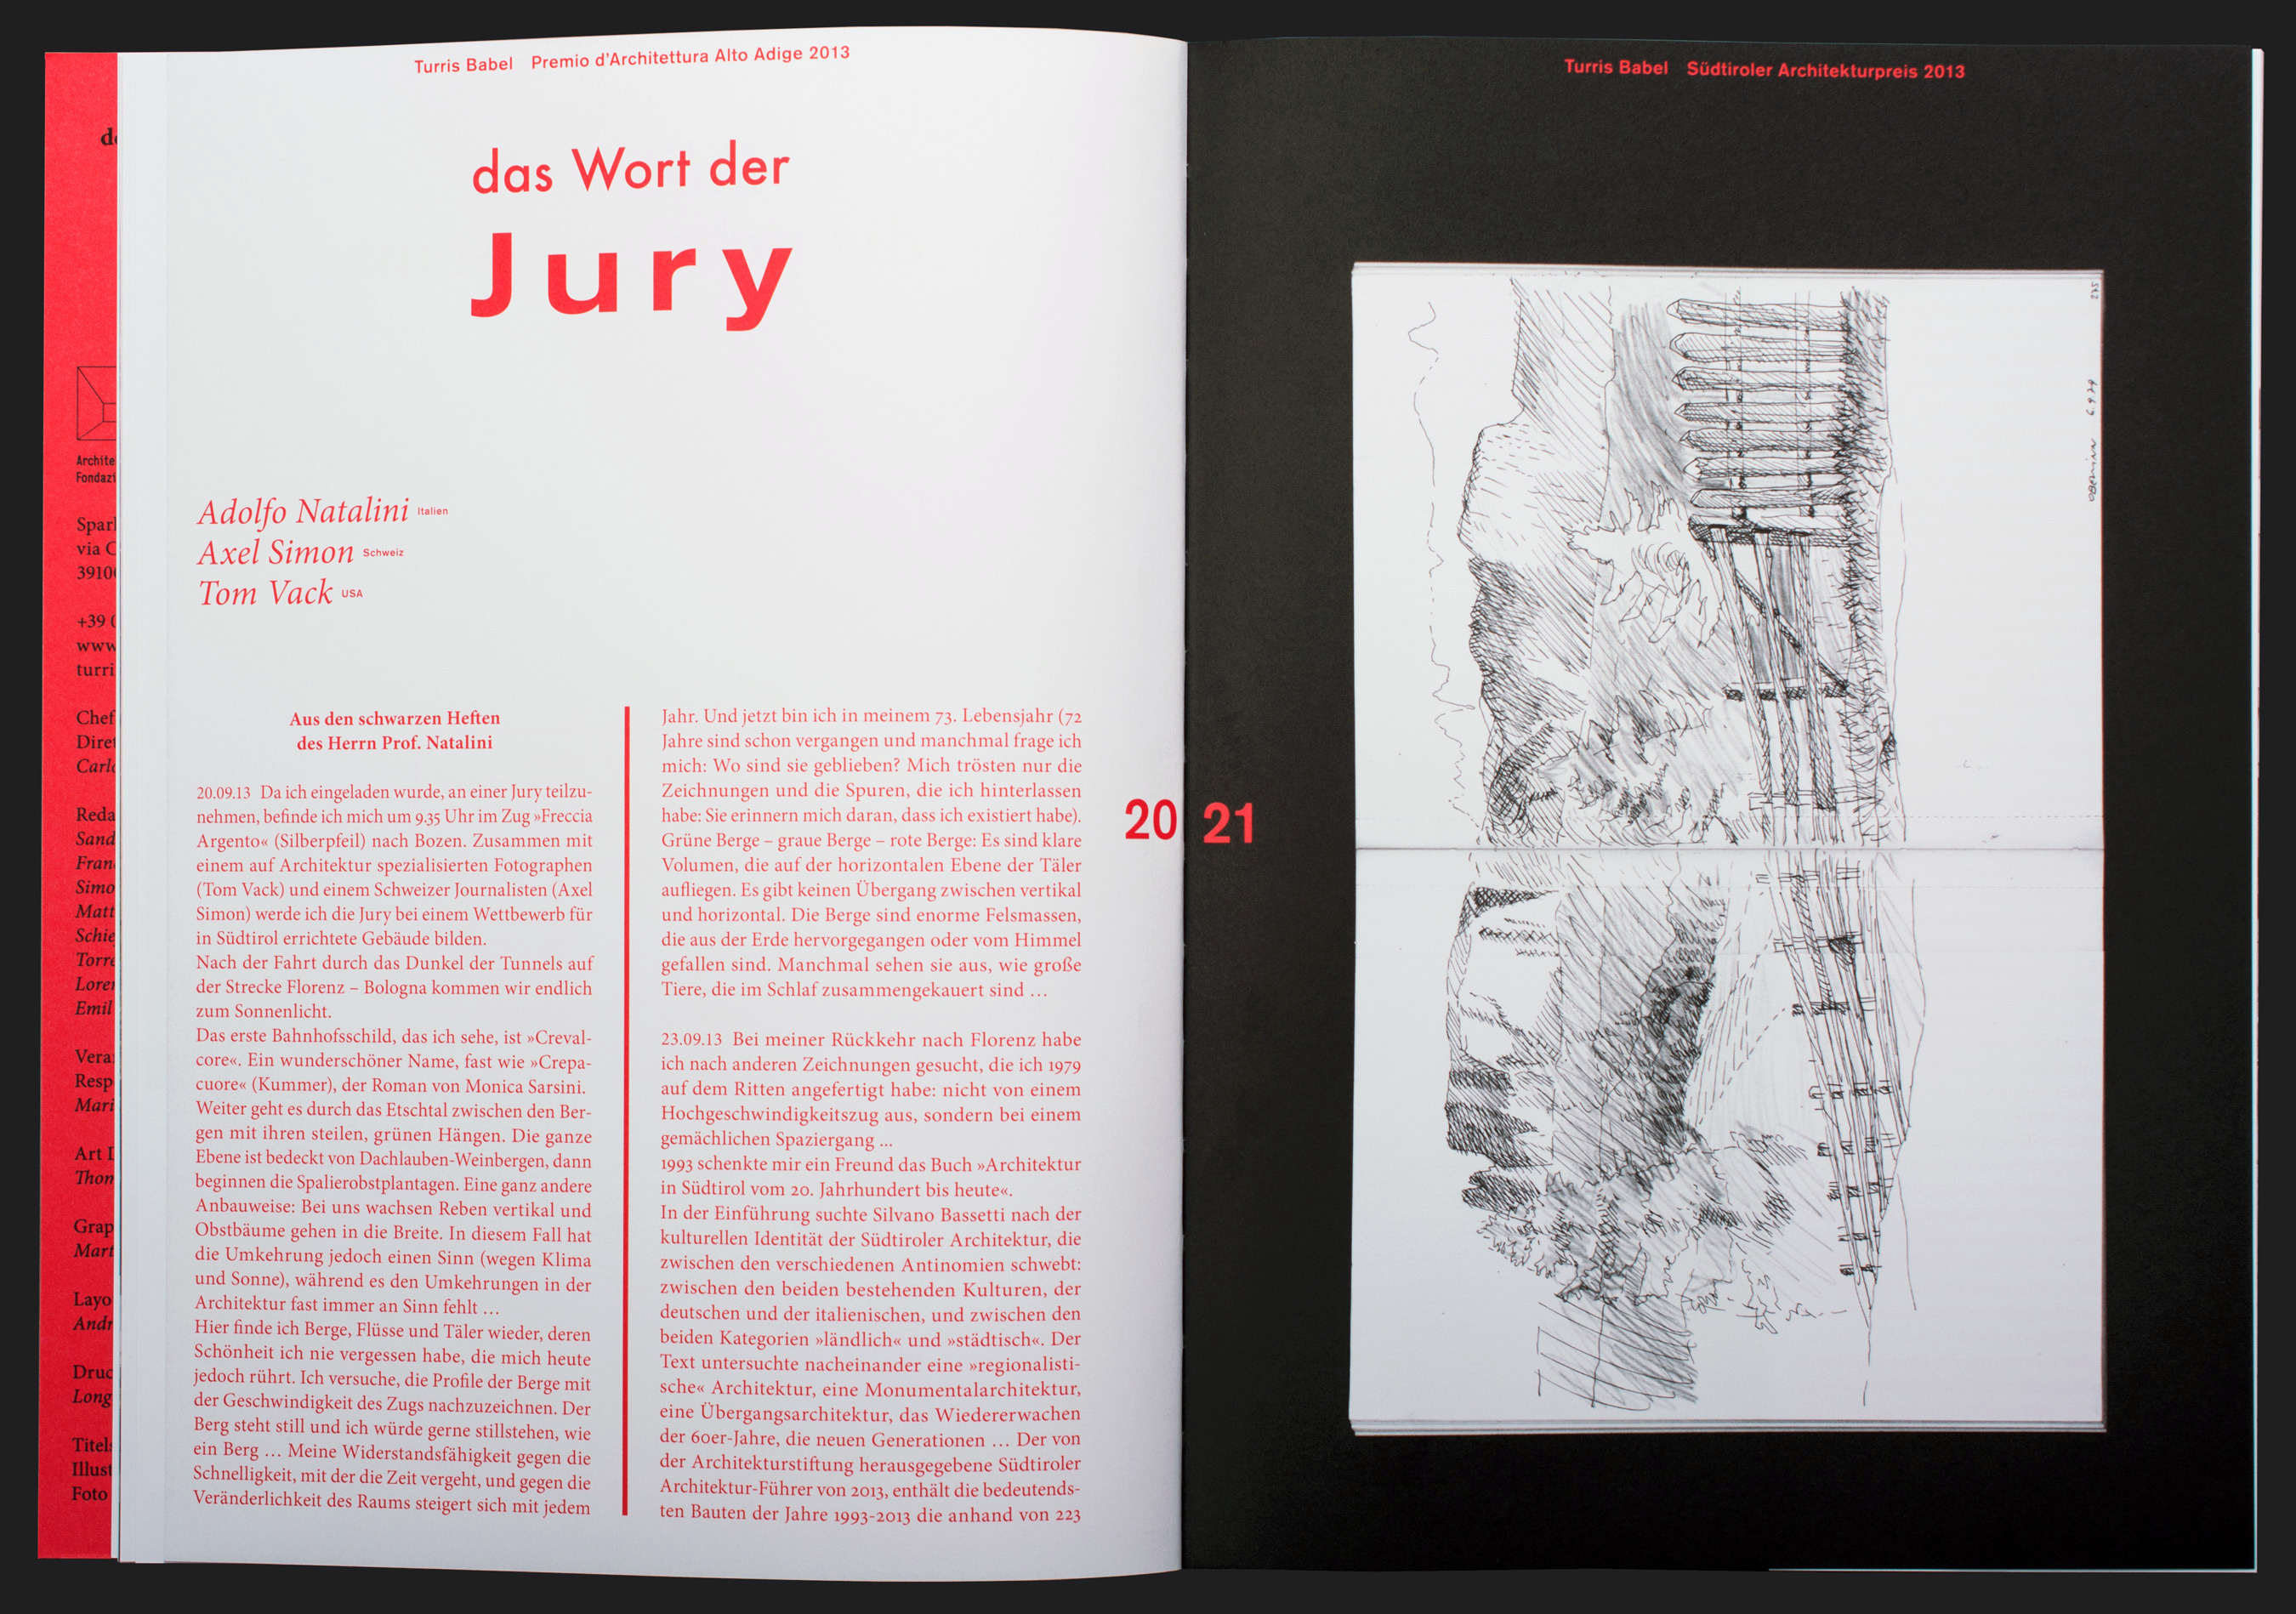 Turris Babel Premio d'Architettura Alto Adige 2013
das Wort der
Jury
Adolfo Natalini Italien
Axel Simon Schweiz
Tom Vack USA
Aus den schwarzen Heften
des Herrn Prof. Natalini
20.09.13 Da ich eingeladen wurde, an einer Jury teilzu-
nehmen, befinde ich mich um 9.35 Uhr im Zug »Freccia
Argento« (Silberpfeil) nach Bozen. Zusammen mit
einem auf Architektur spezialisierten Fotographen
(Tom Vack) und einem Schweizer Journalisten (Axel
Simon) werde ich die Jury bei einem Wettbewerb für
in Südtirol errichtete Gebäude bilden.
Nach der Fahrt durch das Dunkel der Tunnels auf
der Strecke Florenz – Bologna kommen wir endlich
zum Sonnenlicht.
Das erste Bahnhofsschild, das ich sehe, ist »Creval-
core«. Ein wunderschöner Name, fast wie »Crepa-
cuore« (Kummer), der Roman von Monica Sarsini.
Weiter geht es durch das Etschtal zwischen den Ber-
gen mit ihren steilen, grünen Hängen. Die ganze
Ebene ist bedeckt von Dachlauben-Weinbergen, dann
beginnen die Spalierobstplantagen. Eine ganz andere
Anbauweise: Bei uns wachsen Reben vertikal und
Obstbäume gehen in die Breite. In diesem Fall hat
die Umkehrung jedoch einen Sinn (wegen Klima
und Sonne), während es den Umkehrungen in der
Architektur fast immer an Sinn fehlt …
Hier finde ich Berge, Flüsse und Täler wieder, deren
Schönheit ich nie vergessen habe, die mich heute
jedoch rührt. Ich versuche, die Profile der Berge mit
der Geschwindigkeit des Zugs nachzuzeichnen. Der
Berg steht still und ich würde gerne stillstehen, wie
ein Berg … Meine Widerstandsfähigkeit gegen die
Schnelligkeit, mit der die Zeit vergeht, und gegen die
Veränderlichkeit des Raums steigert sich mit jedem
Jahr. Und jetzt bin ich in meinem 73. Lebensjahr (72
Jahre sind schon vergangen und manchmal frage ich
mich: Wo sind sie geblieben? Mich trösten nur die
Zeichnungen und die Spuren, die ich hinterlassen
habe: Sie erinnern mich daran, dass ich existiert habe).
Grüne Berge – graue Berge – rote Berge: Es sind klare
Volumen, die auf der horizontalen Ebene der Täler
aufliegen. Es gibt keinen Übergang zwischen vertikal
und horizontal. Die Berge sind enorme Felsmassen,
die aus der Erde hervorgegangen oder vom Himmel
gefallen sind. Manchmal sehen sie aus, wie große
Tiere, die im Schlaf zusammengekauert sind …
23.09.13 Bei meiner Rückkehr nach Florenz habe
ich nach anderen Zeichnungen gesucht, die ich 1979
auf dem Ritten angefertigt habe: nicht von einem
Hochgeschwindigkeitszug aus, sondern bei einem
gemächlichen Spaziergang ...
1993 schenkte mir ein Freund das Buch »Architektur
in Südtirol vom 20. Jahrhundert bis heute«.
In der Einführung suchte Silvano Bassetti nach der
kulturellen Identität der Südtiroler Architektur, die
zwischen den verschiedenen Antinomien schwebt:
zwischen den beiden bestehenden Kulturen, der
deutschen und der italienischen, und zwischen den
beiden Kategorien »ländlich« und »städtisch«. Der
Text untersuchte nacheinander eine »regionalisti-
sche« Architektur, eine Monumentalarchitektur,
eine Übergangsarchitektur, das Wiedererwachen
der 60er-Jahre, die neuen Generationen … Der von
der Architekturstiftung herausgegebene Südtiroler
Architektur-Führer von 2013, enthält die bedeutends-
ten Bauten der Jahre 1993-2013 die anhand von 223
20
Turris Babel Südtiroler Architekturpreis 2013
21
275
6.9.79
+39
www
turri
Chef
Foto